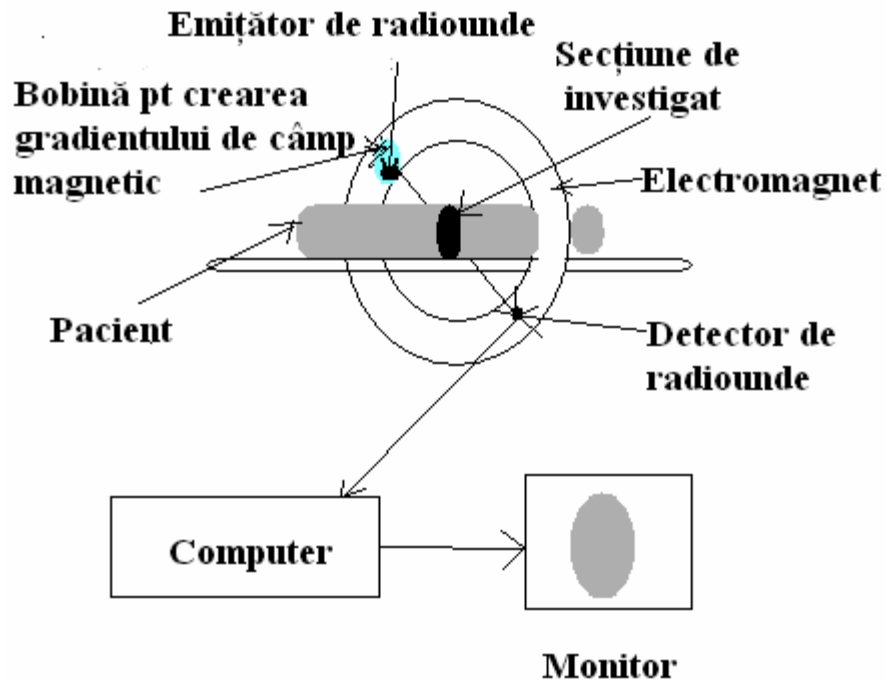 Emițător de radiounde
Secțiune de
investigat
Bobină pt crearea
gradientului de câmp
magnetic
Electromagnet
Pacient
Detector de
radiounde
Computer
Monitor